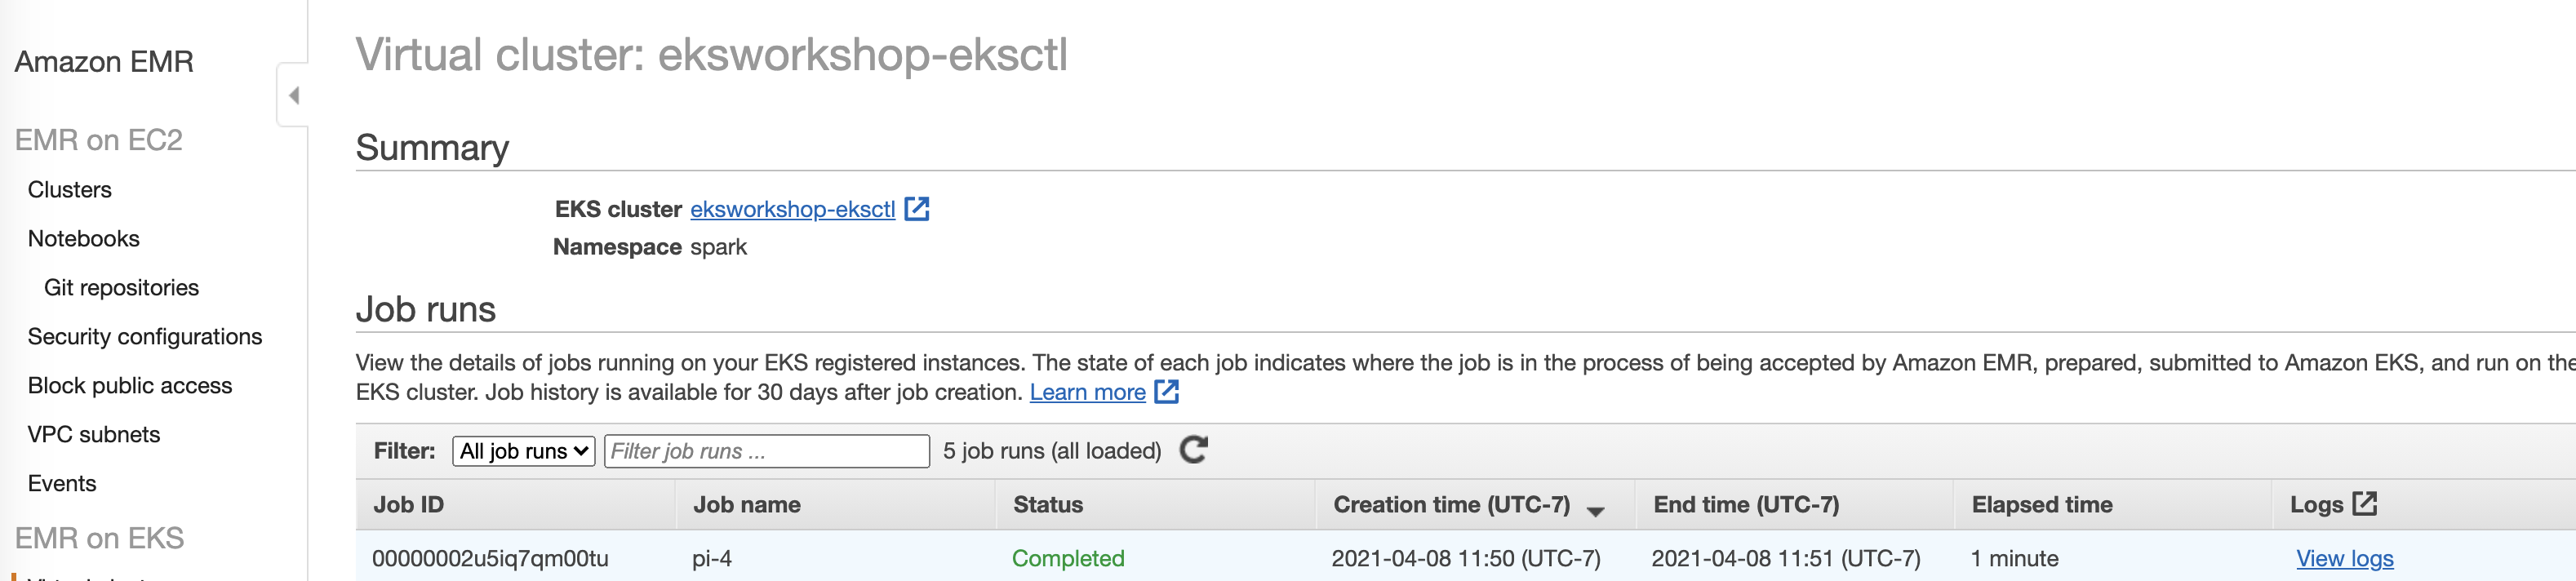 Amazon EMR
EMR on EC2
Clusters
Notebooks
Git repositories
Security configurations
Block public access
VPC subnets
Events
EMR on EKS
Virtual cluster: eksworkshop-eksctl
Summary
EKS cluster eksworkshop-eksctl
Namespace spark
Job runs
View the details of jobs running on your EKS registered instances. The state of each job indicates where the job is in the process of being accepted by Amazon EMR, prepared, submitted to Amazon EKS, and run on the
EKS cluster. Job history is available for 30 days after job creation. Learn more
Filter: All job runs Filter job runs ... 5 job runs (all loaded)
Job ID Job name Status Creation time (UTC-7) End time (UTC-7) Elapsed time Logs
00000002u5iq7qm00tu pi-4 Completed 2021-04-08 11:50 (UTC-7) 2021-04-08 11:51 (UTC-7) 1 minute View logs